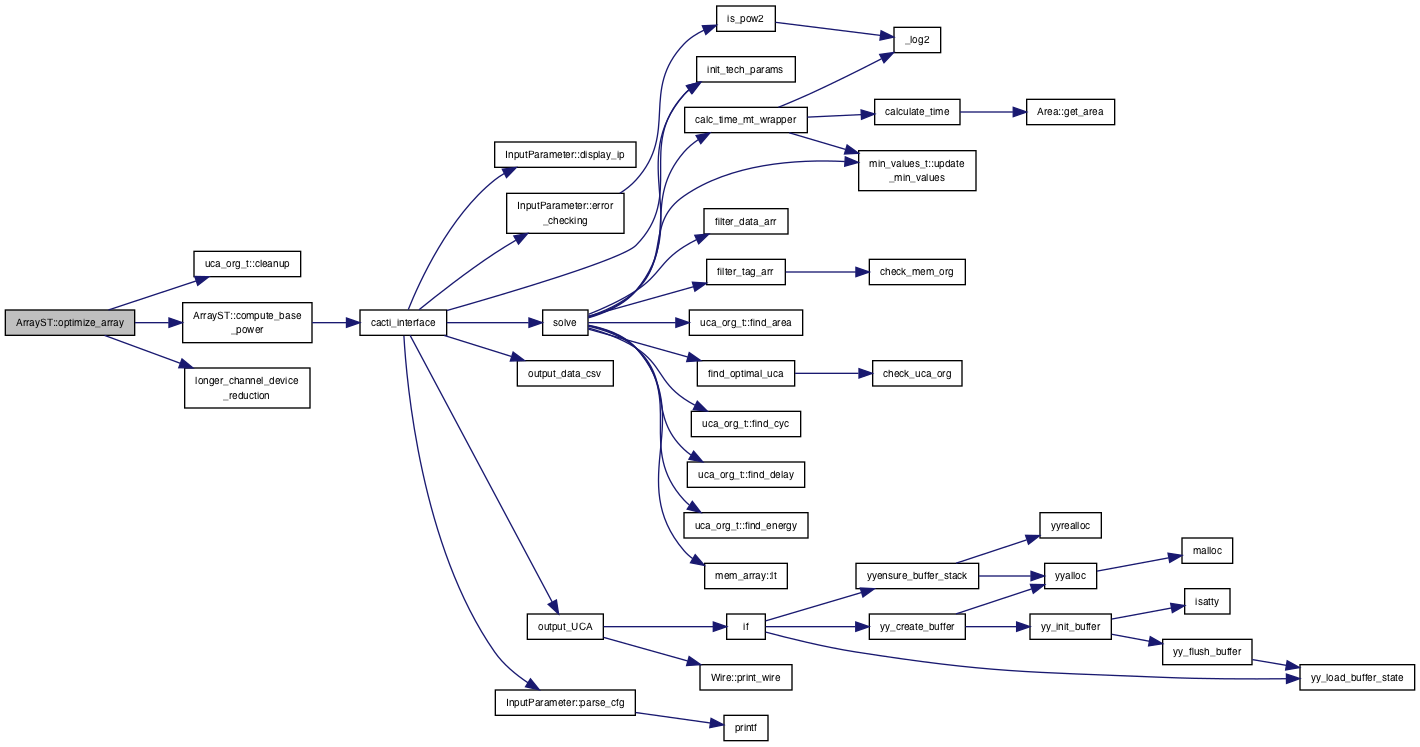 is_pow2
_log2
init_tech_params
calc_time_mt_wrapper
calculate_time
Area::get_area
InputParameter::display_ip
min_values_t::update
_min_values
InputParameter::error
_checking
filter_data_arr
uca_org_t::cleanup
filter_tag_arr
check_mem_org
ArrayST::optimize_array
ArrayST::compute_base
_power
cacti_interface
solve
uca_org_t::find_area
longer_channel_device
_reduction
output_data_csv
find_optimal_uca
check_uca_org
uca_org_t::find_cyc
uca_org_t::find_delay
uca_org_t::find_energy
yyrealloc
malloc
mem_array::lt
yyensure_buffer_stack
yyalloc
isatty
output_UCA
if
yy_create_buffer
yy_init_buffer
yy_flush_buffer
Wire::print_wire
yy_load_buffer_state
InputParameter::parse_cfg
printf